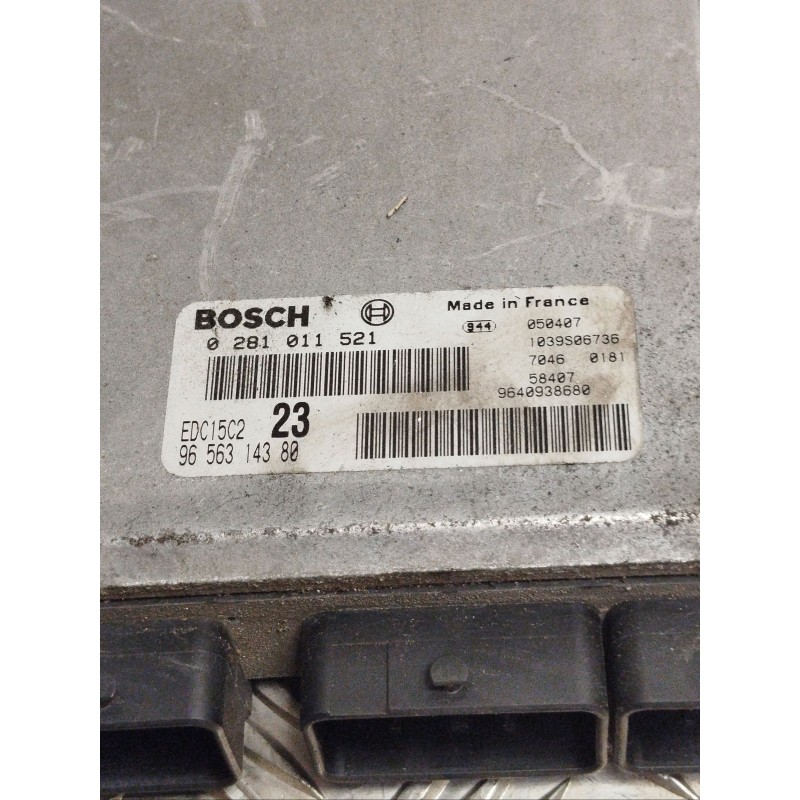 BOSCH
Made in France
0 281 011 521
944
050407
1039S06736
7046 0181
58407
9640938680
EDC15C2 23
96 563 143 80